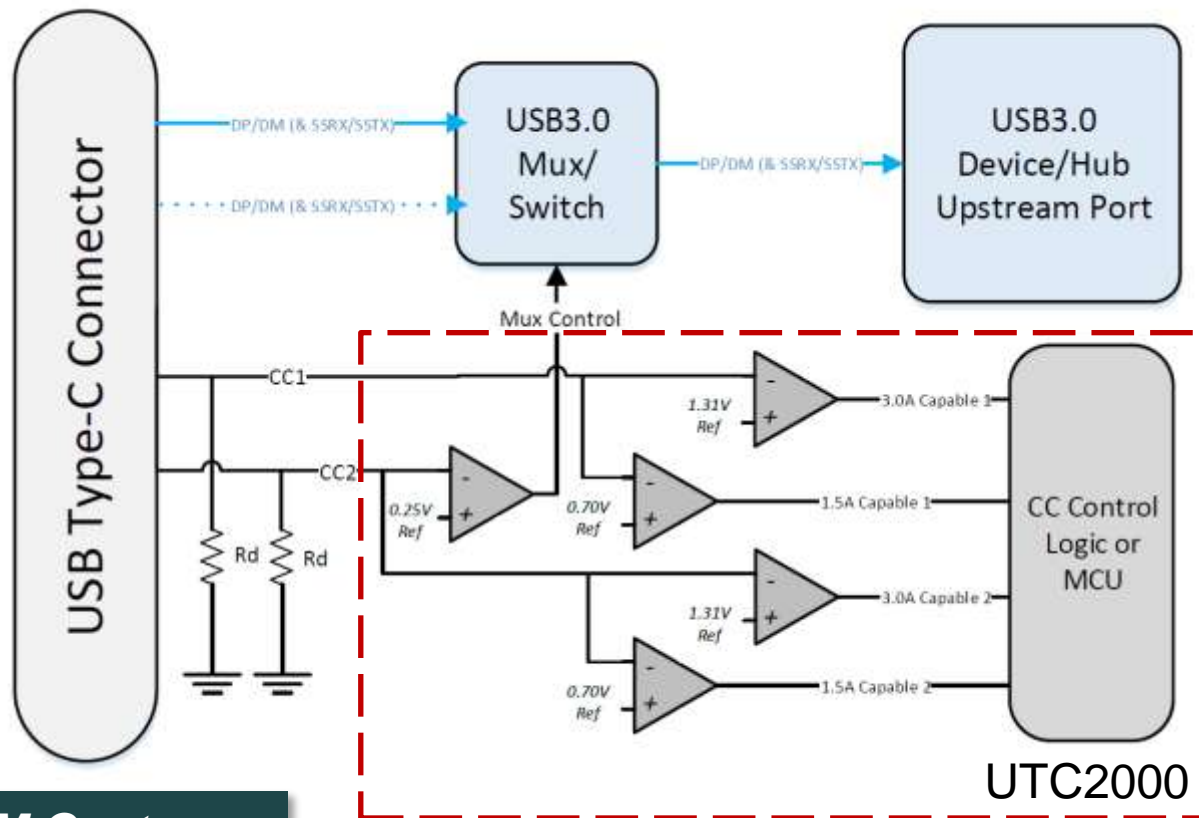 USB Type-C Connector
DP/DM (& SSRX/SSTX)
DP/DM (& SSRX/SSTX)
USB3.0
Mux/
Switch
DP/DM (& SSRX/SSTX)
USB3.0
Device/Hub
Upstream Port
Mux Control
CC1
CC2
Rd
Rd
0.25V
Ref
-
+
1.31V
Ref
-
+
3.0A Capable 1
0.70V
Ref
-
+
1.5A Capable 1
1.31V
Ref
-
+
3.0A Capable 2
0.70V
Ref
-
+
1.5A Capable 2
CC Control
Logic or
MCU
UTC2000